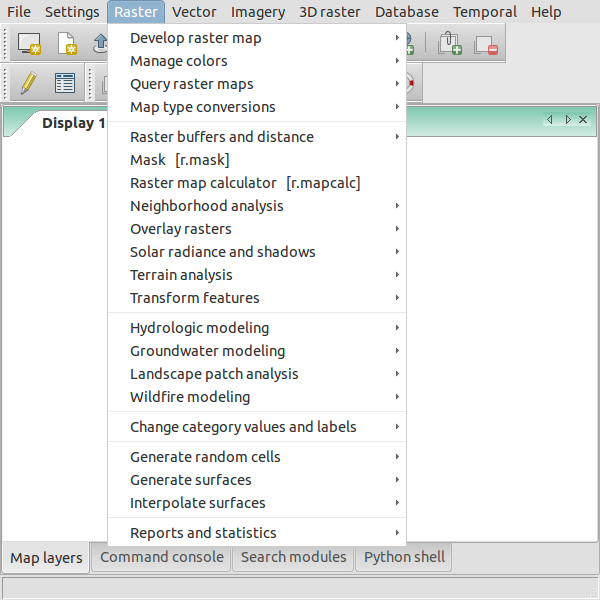 File Settings Raster Vector Imagery 3D raster Database Temporal Help
Develop raster map
Manage colors
Query raster maps
Map type conversions
Display 1
Raster buffers and distance
Mask [r.mask]
Raster map calculator [r.mapcalc]
Neighborhood analysis
Overlay rasters
Solar radiance and shadows
Terrain analysis
Transform features
Hydrologic modeling
Groundwater modeling
Landscape patch analysis
Wildfire modeling
Change category values and labels
Generate random cells
Generate surfaces
Interpolate surfaces
Reports and statistics
Map layers Command console Search modules Python shell